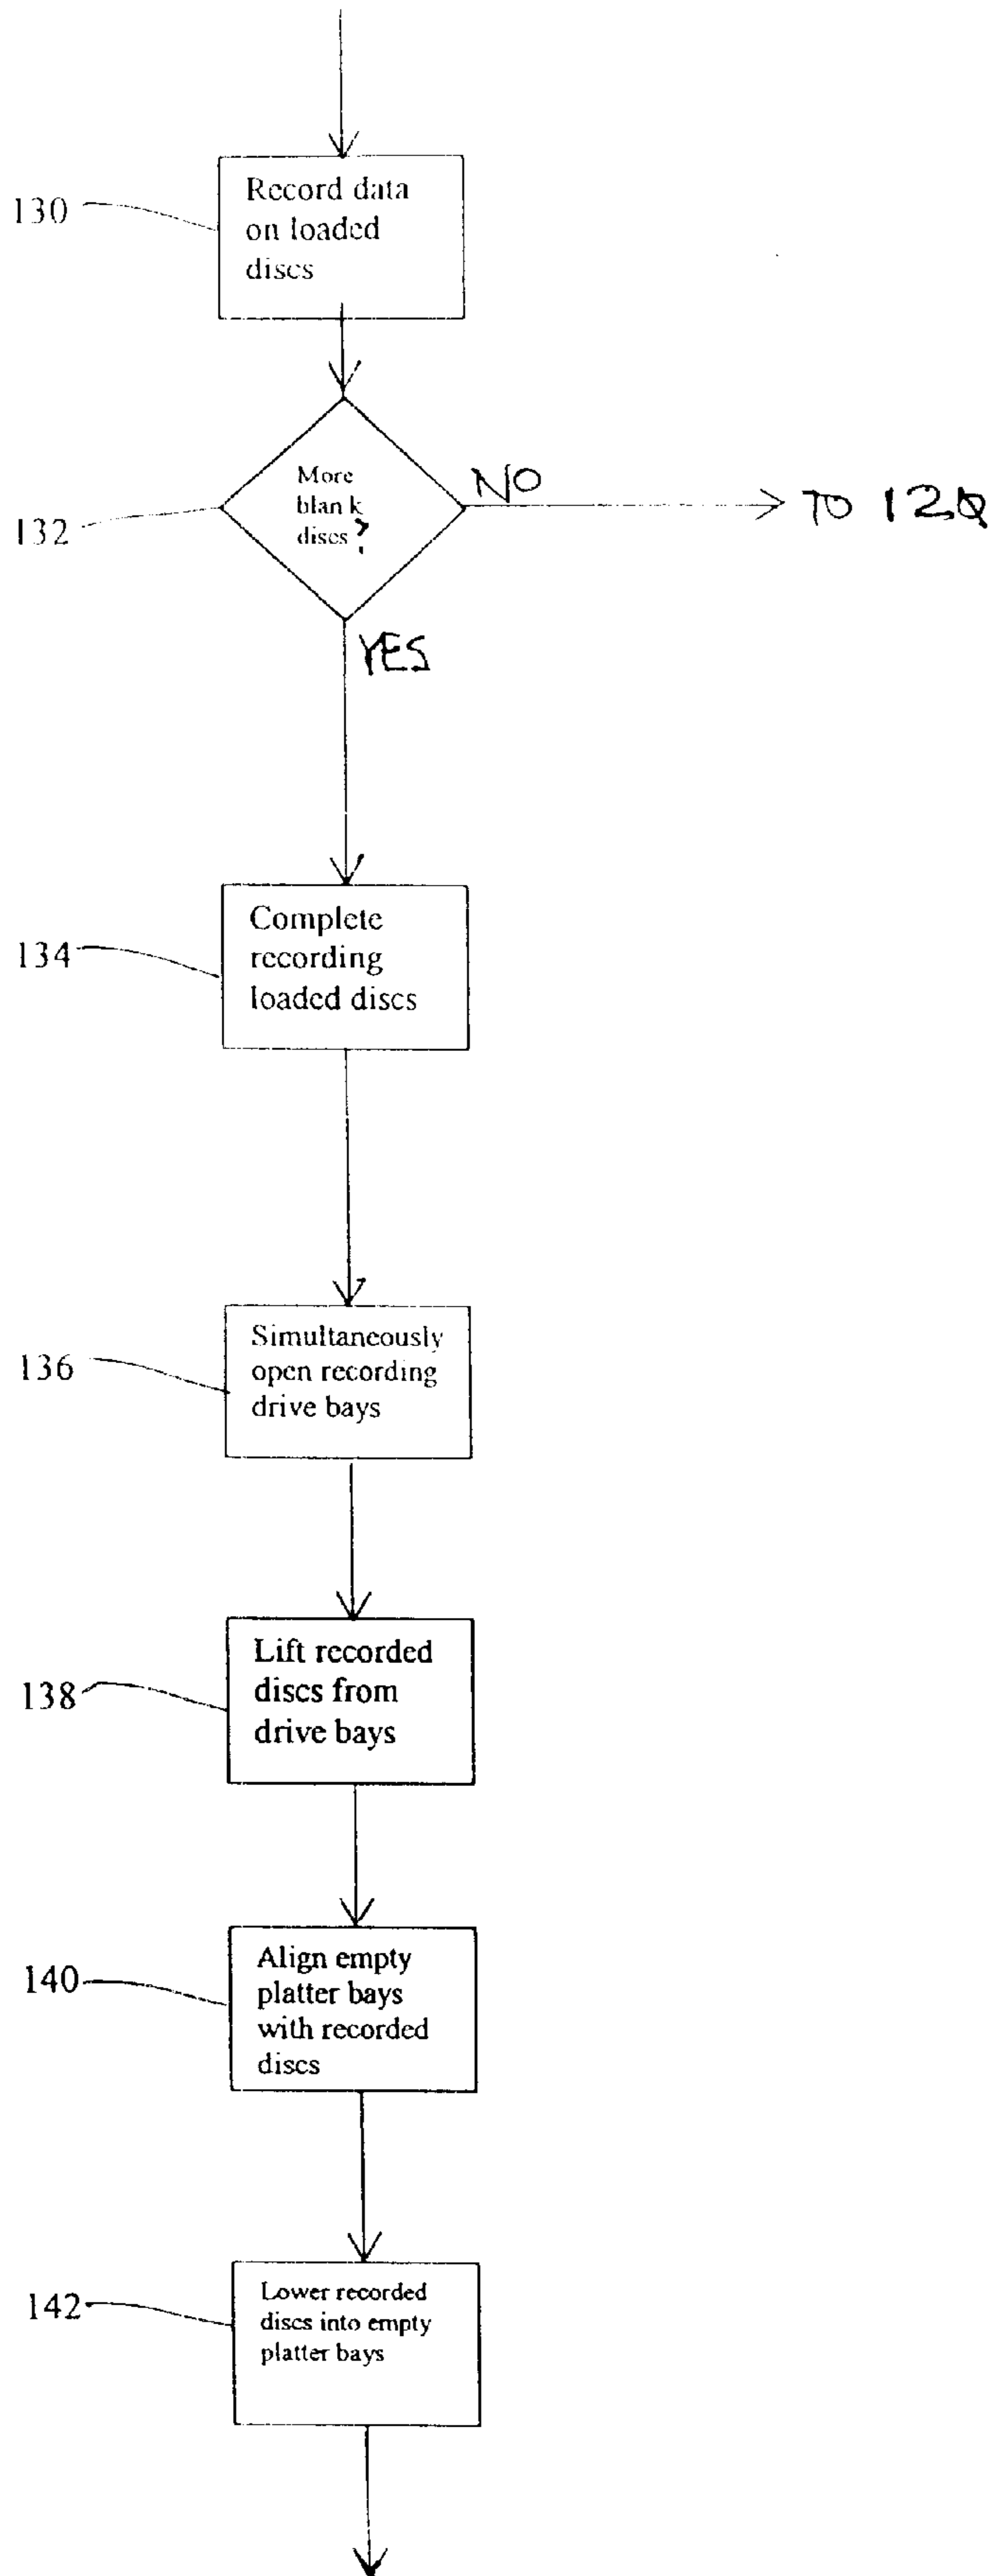 130
Record data
on loaded
discs
132
More
blank
discs?
NO
TO 120
YES
134
Complete
recording
loaded discs
136
Simultaneously
open recording
drive bays
138
Lift recorded
discs from
drive bays
140
Align empty
platter bays
with recorded
discs
142
Lower recorded
discs into empty
platter bays